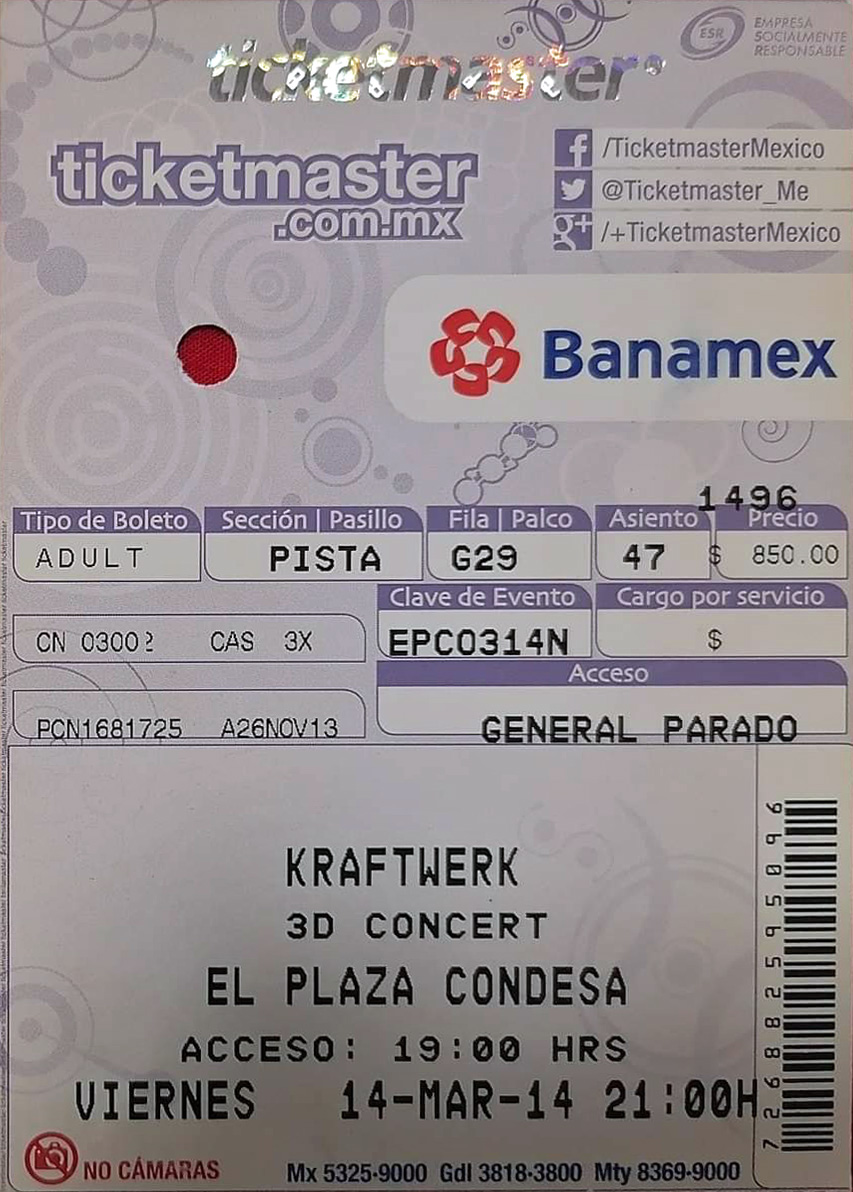 EMPRESA
SOCIALMENTE
RESPONSABLE
ESR
ticketmaster®
ticketmaster
.com.mx
f /TicketmasterMexico
@Ticketmaster_Me
g+ /+TicketmasterMexico
Banamex
1496
Tipo de Boleto Sección | Pasillo Fila | Palco Asiento Precio
ADULT PISTA G29 47 $ 850.00
Clave de Evento Cargo por servicio
CN 03002 CAS 3X EPC0314N $
Acceso
PCN1681725 A26NOV13 GENERAL PARADO
KRAFTWERK
3D CONCERT
EL PLAZA CONDESA
ACCESO: 19:00 HRS
VIERNES 14-MAR-14 21:00H
NO CÁMARAS Mx 5325-9000 Gdl 3818-3800 Mty 8369-9000
726882595096